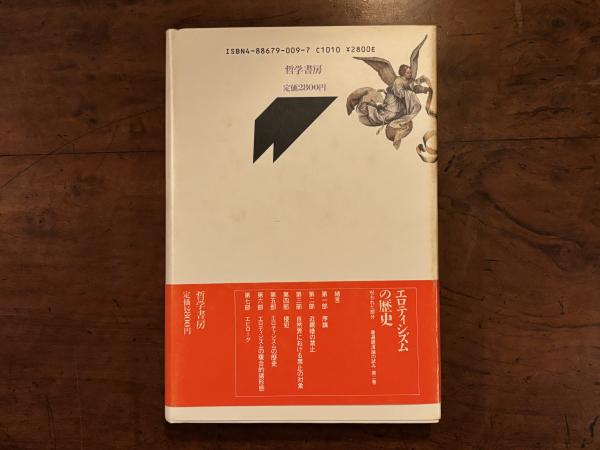 ISBN4-88679-009-7 C1010 ¥2800E
哲学書房
定価2800円
エロティシズム
の歴史
呪われた部分 普遍経済論の試み 第二巻
緒言
第一部 序論
第二部 近親婚の禁止
第三部 自然界における禁止の対象
第四部 侵犯
第五部 エロティシズムの歴史
第六部 エロティシズムの複合的諸形態
第七部 エピローグ
哲学書房
定価2800円